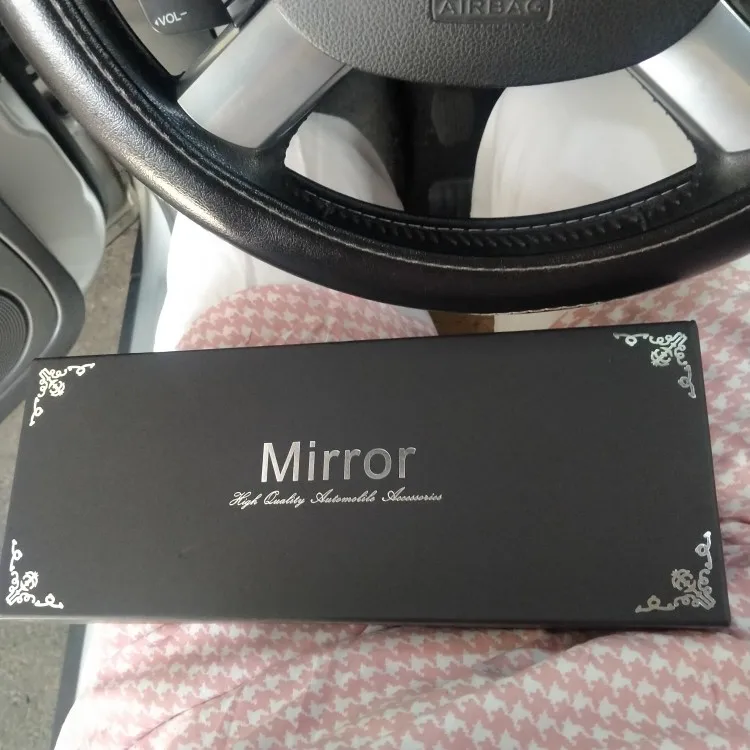 VOL-
AIRBAG
Mirror
High Quality Automobile Accessories